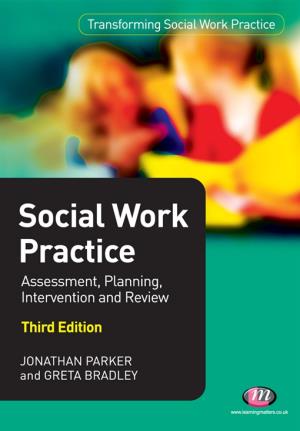 Transforming Social Work Practice
Social Work
Practice
Assessment, Planning,
Intervention and Review
Third Edition
JONATHAN PARKER
and GRETA BRADLEY
www.learningmatters.co.uk